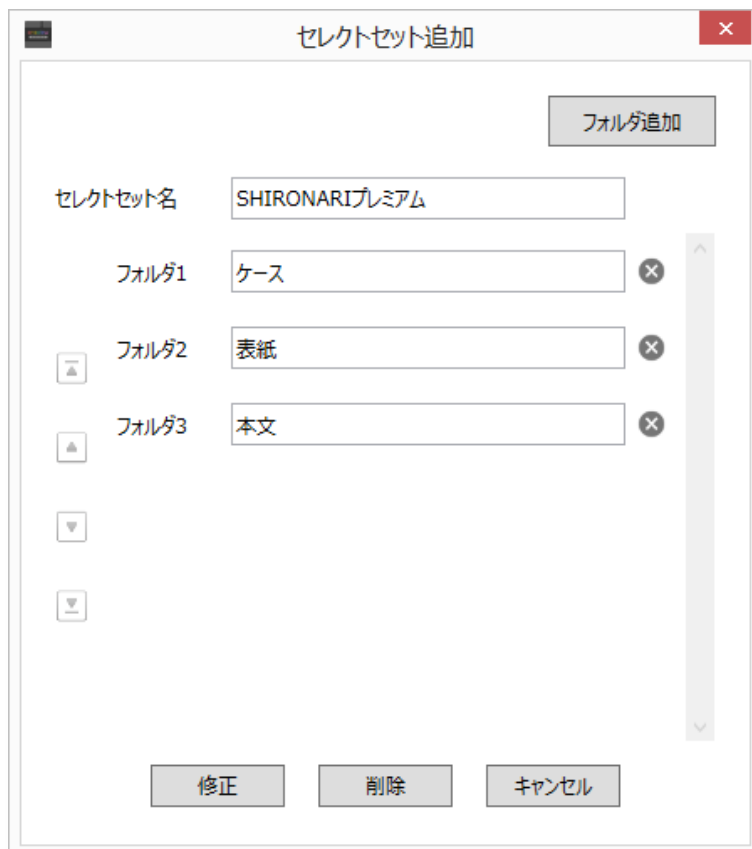 セレクトセット追加
フォルダ追加
セレクトセット名 SHIRONARIプレミアム
フォルダ1 ケース
フォルダ2 表紙
フォルダ3 本文
修正 削除 キャンセル